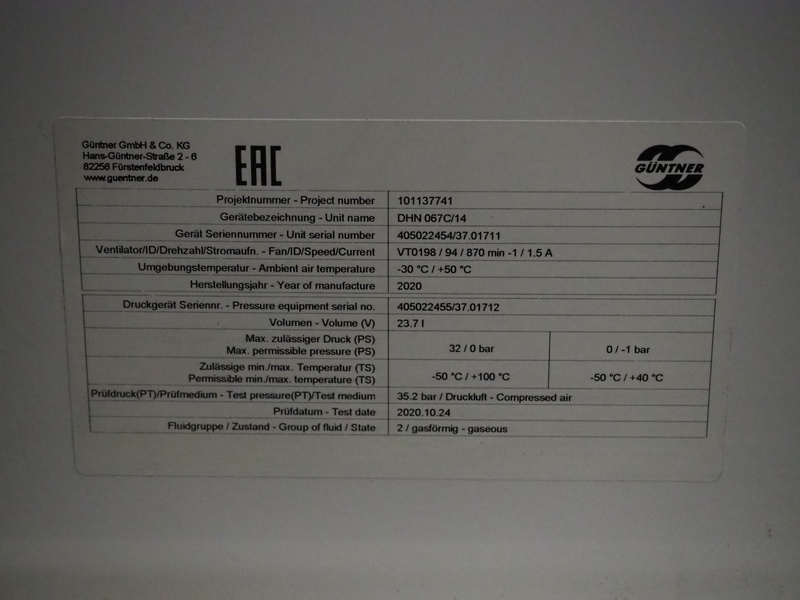 Güntner GmbH & Co. KG
Hans-Güntner-Straße 2 - 6
82256 Fürstenfeldbruck
www.guentner.de
EAC
GÜNTNER
Projektnummer - Project number 101137741
Gerätebezeichnung - Unit name DHN 067C/14
Gerät Seriennummer - Unit serial number 405022454/37.01711
Ventilator/ID/Drehzahl/Stromaufn. - Fan/ID/Speed/Current VT0198 / 94 / 870 min -1 / 1.5 A
Umgebungstemperatur - Ambient air temperature -30 °C / +50 °C
Herstellungsjahr - Year of manufacture 2020
Druckgerät Seriennr. - Pressure equipment serial no. 405022455/37.01712
Volumen - Volume (V) 23.7 l
Max. zulässiger Druck (PS)
Max. permissible pressure (PS) 32 / 0 bar 0 / -1 bar
Zulässige min./max. Temperatur (TS)
Permissible min./max. temperature (TS) -50 °C / +100 °C -50 °C / +40 °C
Prüfdruck(PT)/Prüfmedium - Test pressure(PT)/Test medium 35.2 bar / Druckluft - Compressed air
Prüfdatum - Test date 2020.10.24
Fluidgruppe / Zustand - Group of fluid / State 2 / gasförmig - gaseous